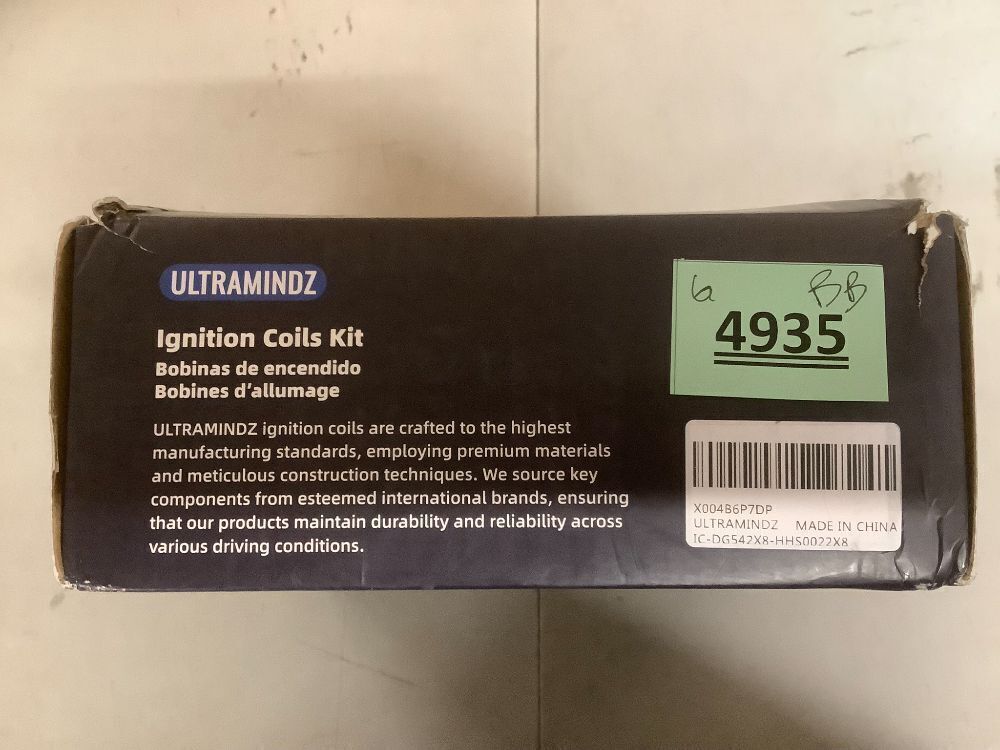 ULTRAMINDZ
Ignition Coils Kit
Bobinas de encendido
Bobines d'allumage
ULTRAMINDZ ignition coils are crafted to the highest
manufacturing standards, employing premium materials
and meticulous construction techniques. We source key
components from esteemed international brands, ensuring
that our products maintain durability and reliability across
various driving conditions.
6 BB
4935
X004B6P7DP
ULTRAMINDZ MADE IN CHINA
IC-DG542X8-HHS0022X8